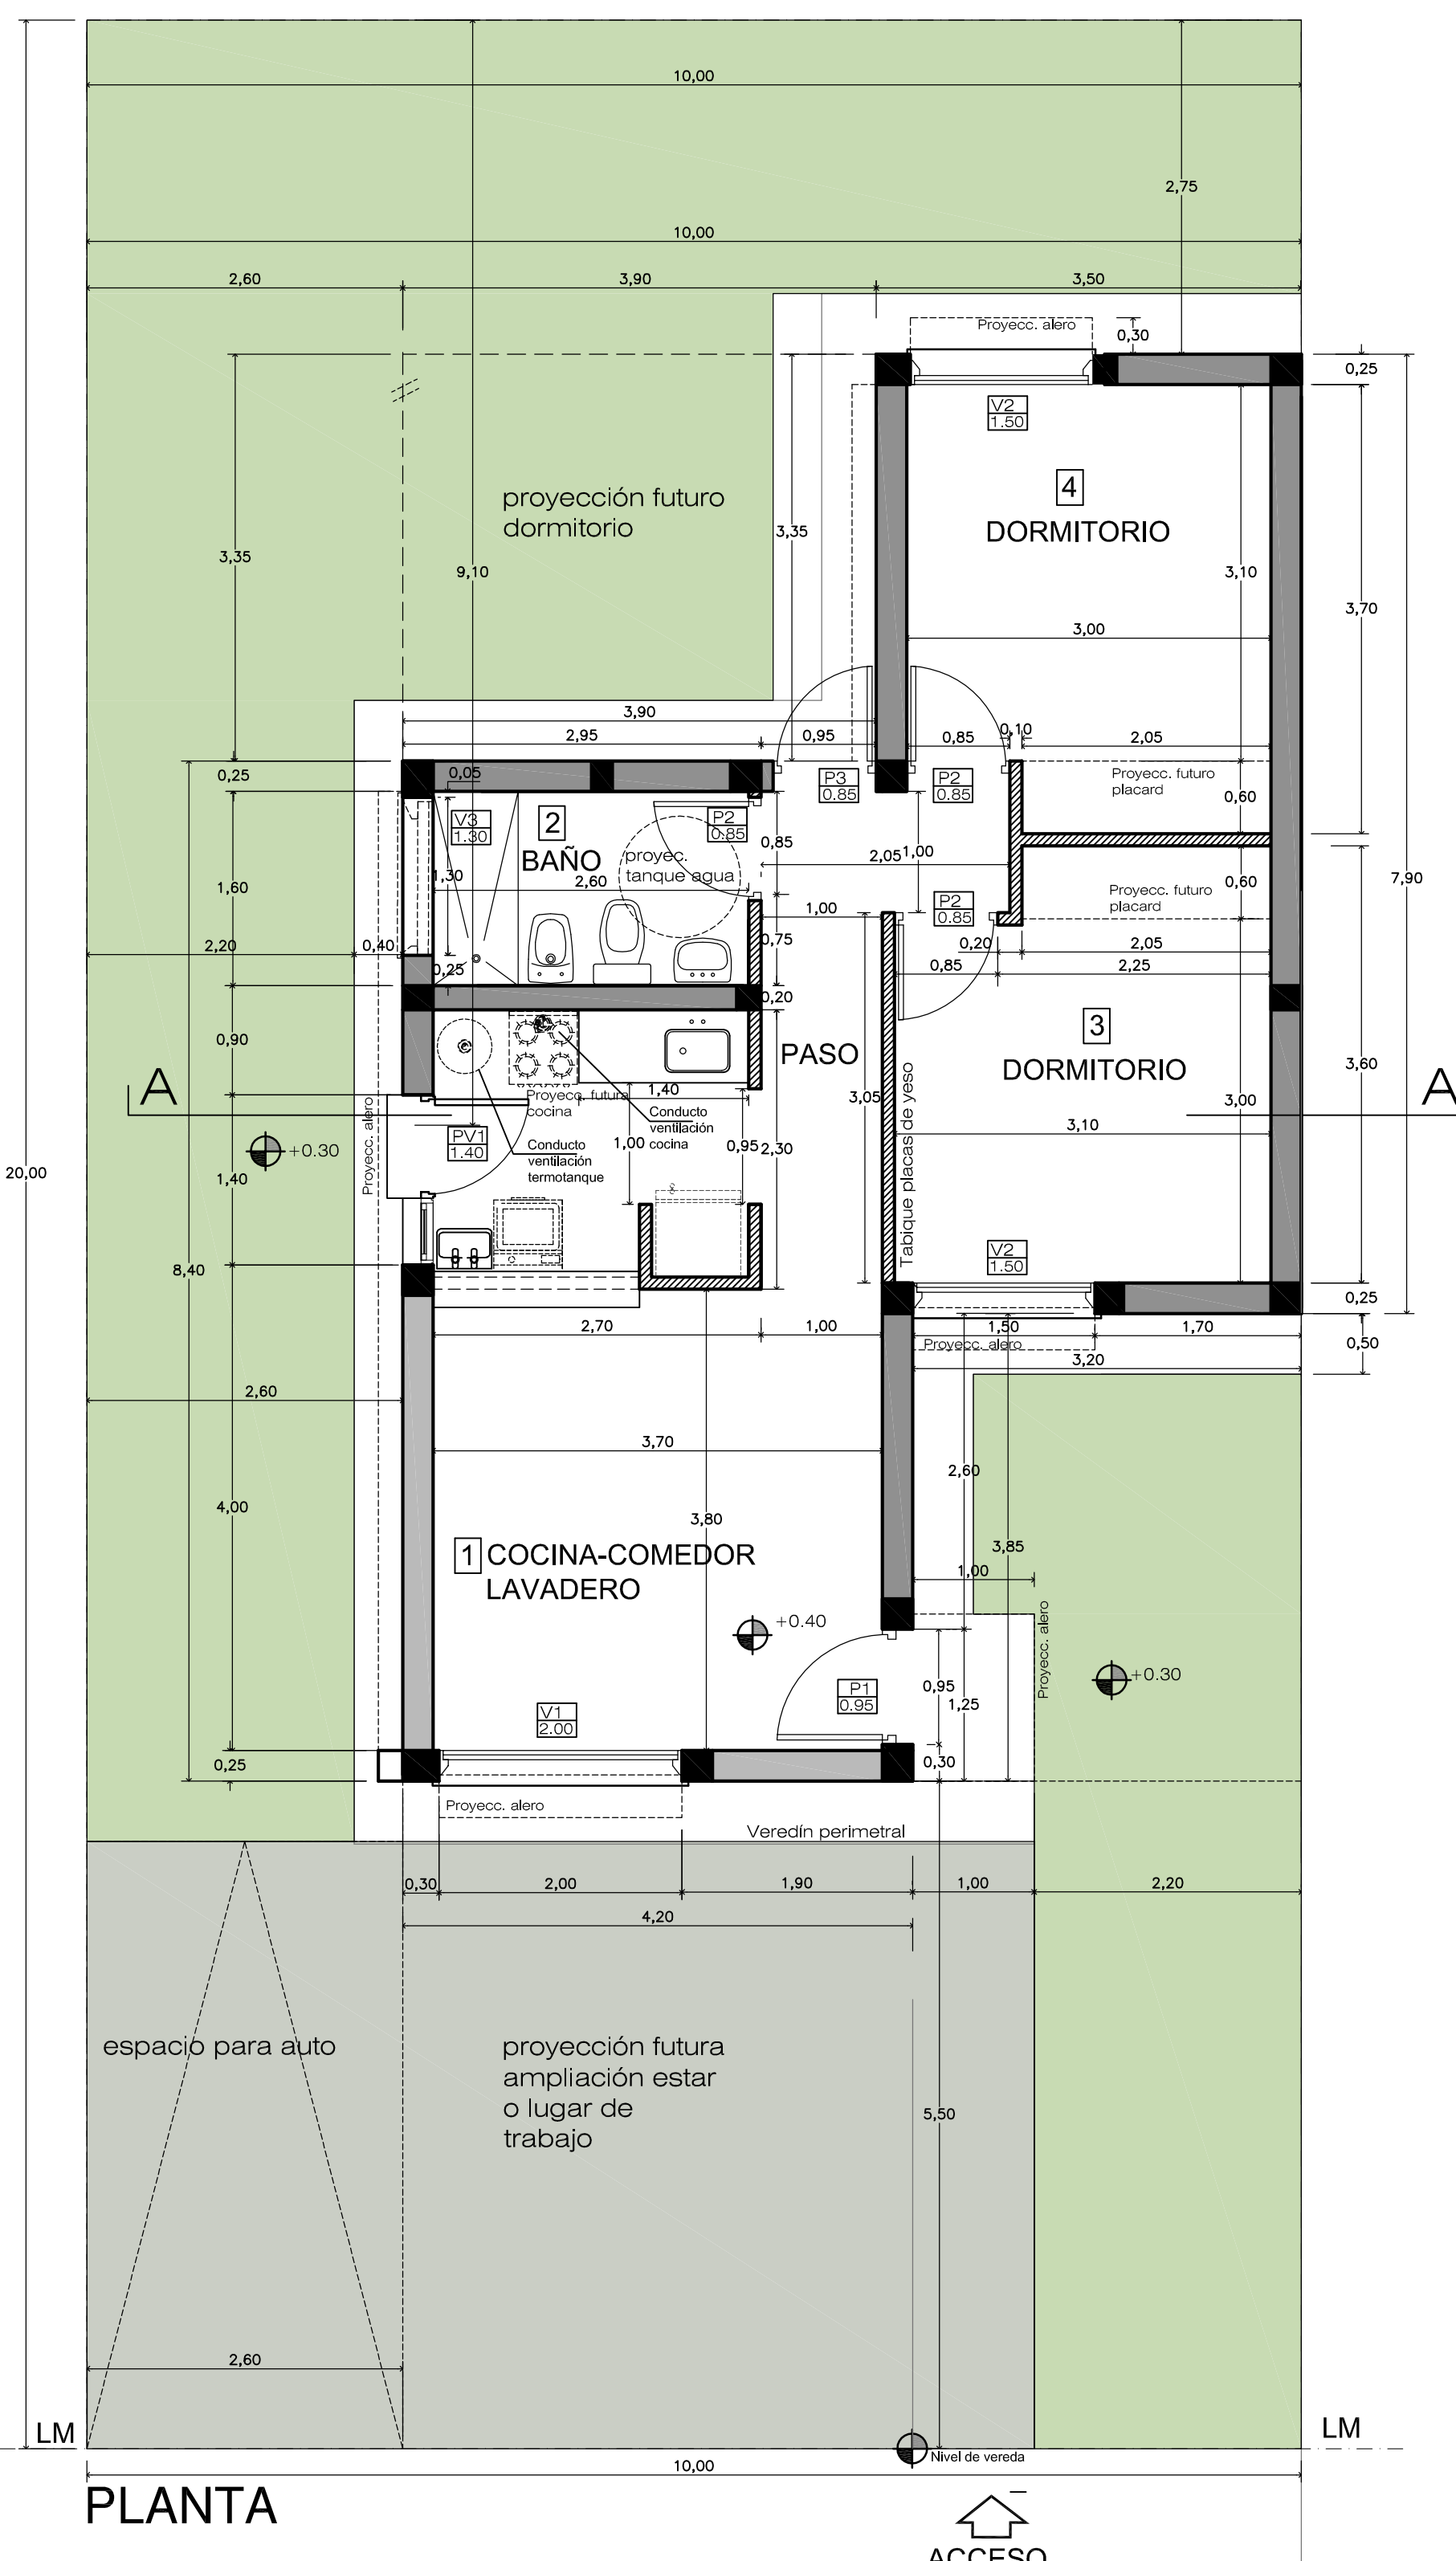 10,00
2,75
10,00
2,60
3,90
3,50
Proyecc. alero
0,30
0,25
V2
1.50
4
DORMITORIO
proyección futuro
dormitorio
3,35
3,35
9,10
3,10
3,70
3,00
3,90
2,95
0,95
0,85
0,10
2,05
0,25
0,05
P3
0.85
P2
0.85
Proyecc. futuro
placard
0,60
V3
1.30
2
BAÑO
P2
0.85
proyec.
tanque agua
0,85
2,05
1,00
1,60
1,30
2,60
0,60
7,90
Proyecc. futuro
placard
P2
0.85
1,00
2,20
0,40
0,75
0,20
2,05
0,25
0,85
2,25
0,20
3
DORMITORIO
0,90
PASO
3,60
A
A
Proyecc. futura
cocina
1,40
Conducto
ventilación
cocina
3,05
3,00
Tabique placas de yeso
3,10
Proyecc. alero
PV1
1.40
Conducto
ventilación
termotanque
1,00
0,95
2,30
+0.30
20,00
1,40
8,40
V2
1.50
0,25
2,70
1,00
1,50
1,70
Proyecc. alero
0,50
3,20
2,60
3,70
2,60
4,00
3,80
3,85
1 COCINA-COMEDOR
LAVADERO
1,00
Proyecc. alero
+0.40
+0.30
P1
0.95
0,95
1,25
V1
2.00
0,25
0,30
Proyecc. alero
Veredín perimetral
0,30
2,00
1,90
1,00
2,20
4,20
espacio para auto
proyección futura
ampliación estar
o lugar de
trabajo
5,50
2,60
LM
LM
Nivel de vereda
10,00
PLANTA
ACCESO